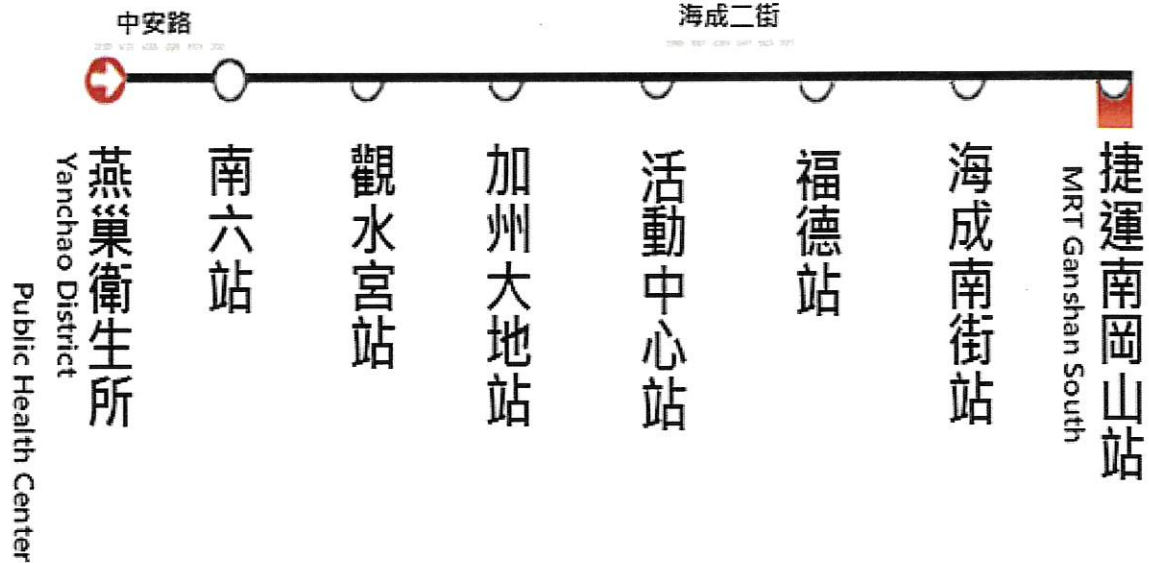 中安路
海成二街
燕巢衛生所
Yanchao District
Public Health Center
南六站
觀水宮站
加州大地站
活動中心站
福德站
海成南街站
捷運南岡山站
MRT Ganshan South